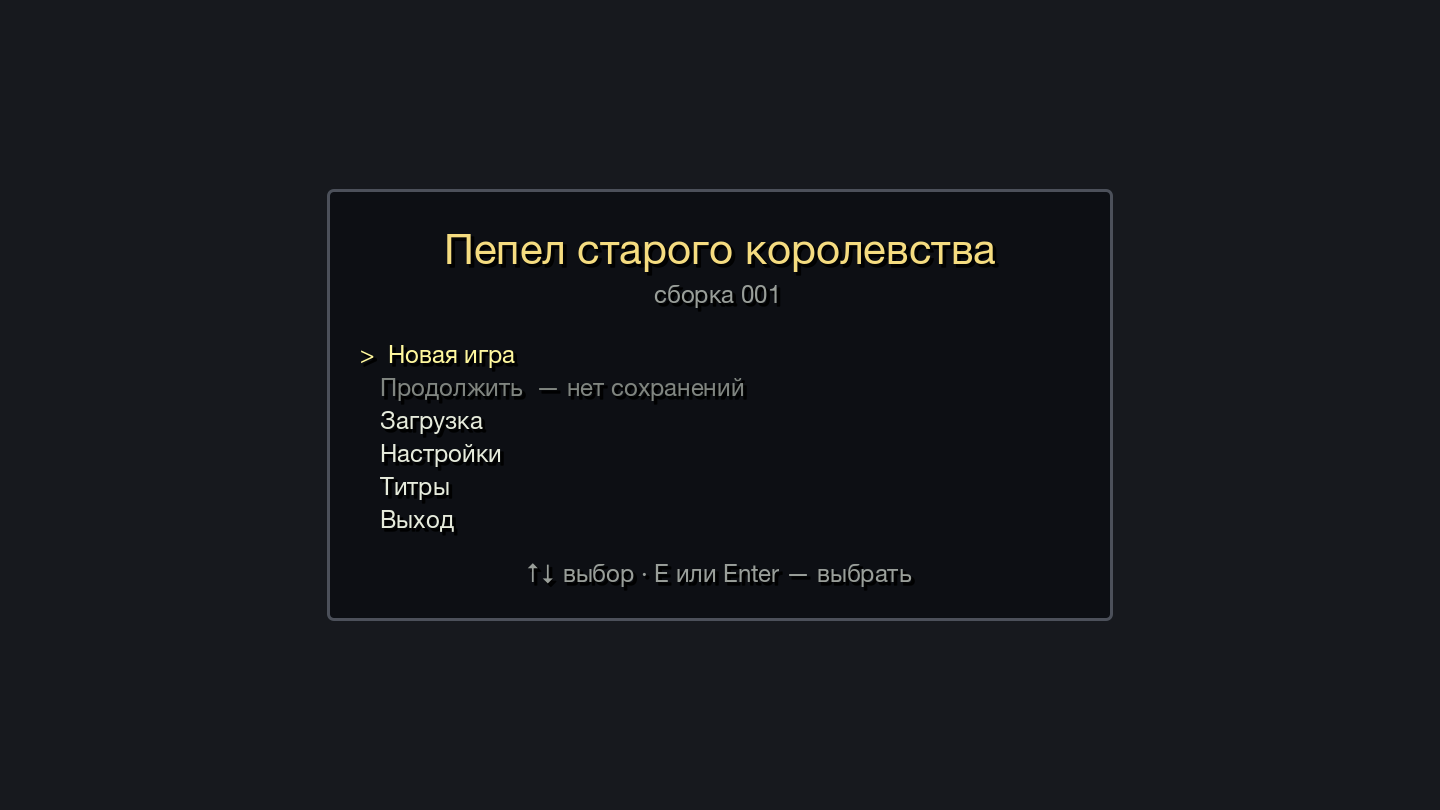 Пепел старого королевства
сборка 001
> Новая игра
Продолжить — нет сохранений
Загрузка
Настройки
Титры
Выход
↑↓ выбор · E или Enter — выбрать